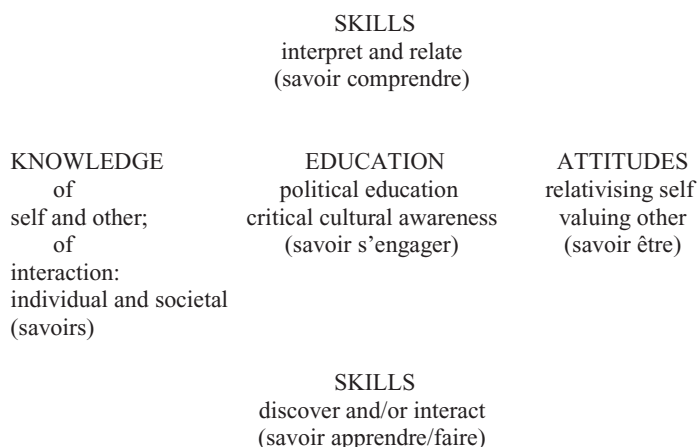 SKILLS
interpret and relate
(savoir comprendre)
KNOWLEDGE EDUCATION ATTITUDES
of political education relativising self
self and other; critical cultural awareness valuing other
of (savoir s’engager) (savoir être)
interaction:
individual and societal
(savoirs)
SKILLS
discover and/or interact
(savoir apprendre/faire)